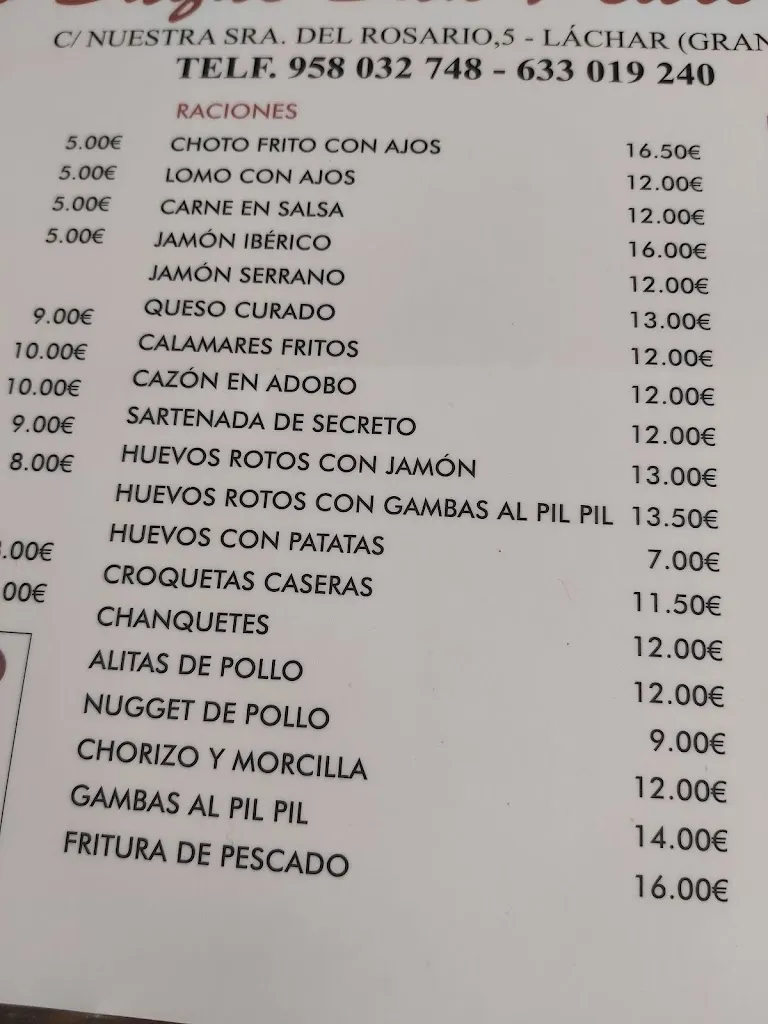 C/ NUESTRA SRA. DEL ROSARIO,5 - LÁCHAR (GRAN
TELF. 958 032 748 - 633 019 240
RACIONES
5.00€ CHOTO FRITO CON AJOS 16.50€
5.00€ LOMO CON AJOS 12.00€
5.00€ CARNE EN SALSA 12.00€
5.00€ JAMÓN IBÉRICO 16.00€
JAMÓN SERRANO 12.00€
9.00€ QUESO CURADO 13.00€
10.00€ CALAMARES FRITOS 12.00€
10.00€ CAZÓN EN ADOBO 12.00€
9.00€ SARTENADA DE SECRETO 12.00€
8.00€ HUEVOS ROTOS CON JAMÓN 13.00€
HUEVOS ROTOS CON GAMBAS AL PIL PIL 13.50€
.00€ HUEVOS CON PATATAS 7.00€
.00€ CROQUETAS CASERAS 11.50€
CHANQUETES 12.00€
ALITAS DE POLLO 12.00€
NUGGET DE POLLO 9.00€
CHORIZO Y MORCILLA 12.00€
GAMBAS AL PIL PIL 14.00€
FRITURA DE PESCADO 16.00€